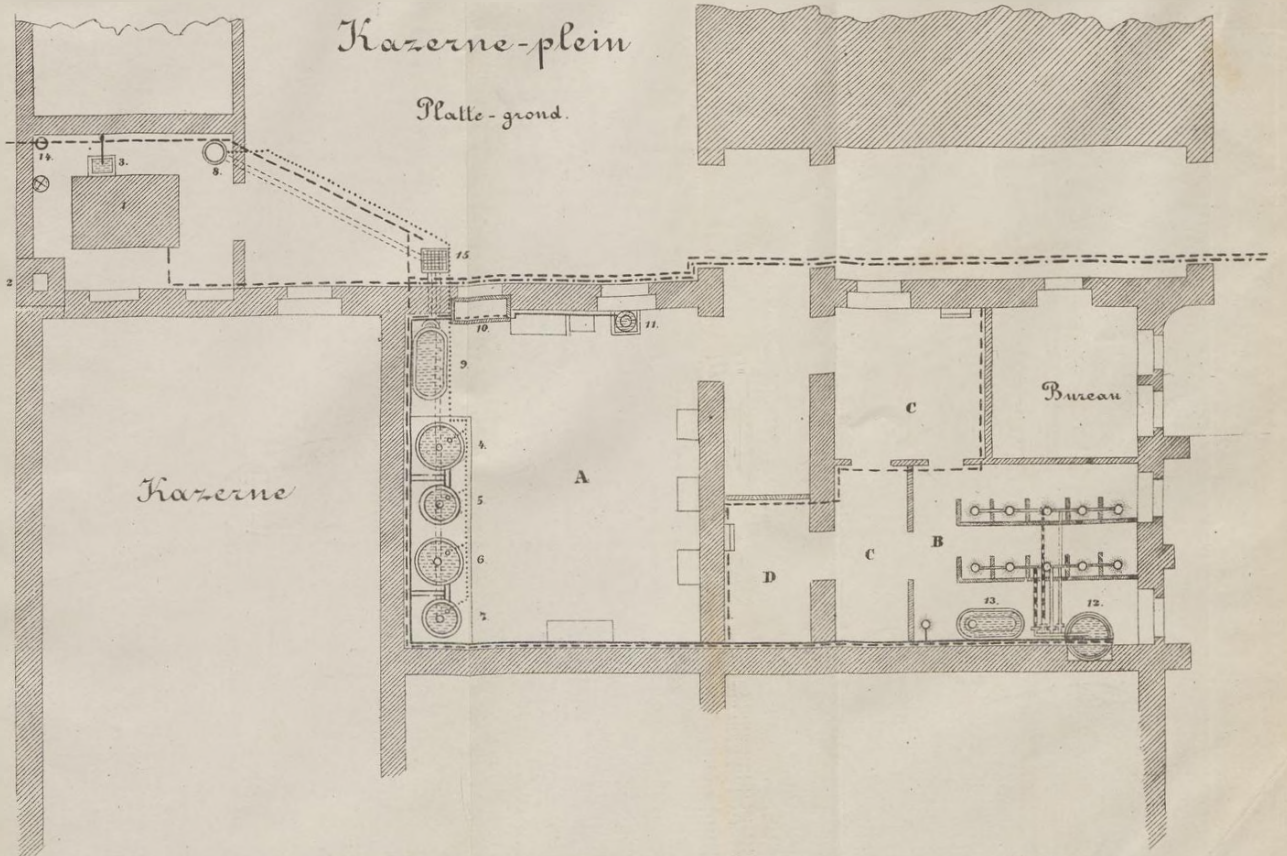 Kazerne-plein
Platte-grond.
14.
3.
8.
1
15
2
10.
11.
9.
C
Bureau
4.
Kazerne
A
5.
B
6.
C
D
13.
12.
7.